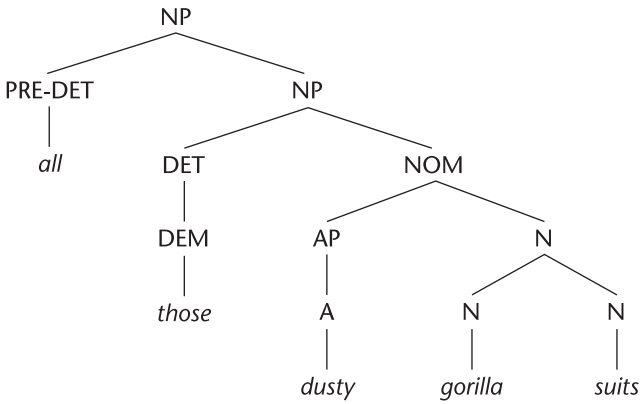 NP
PRE-DET NP
all DET NOM
DEM AP N
those A N N
dusty gorilla suits